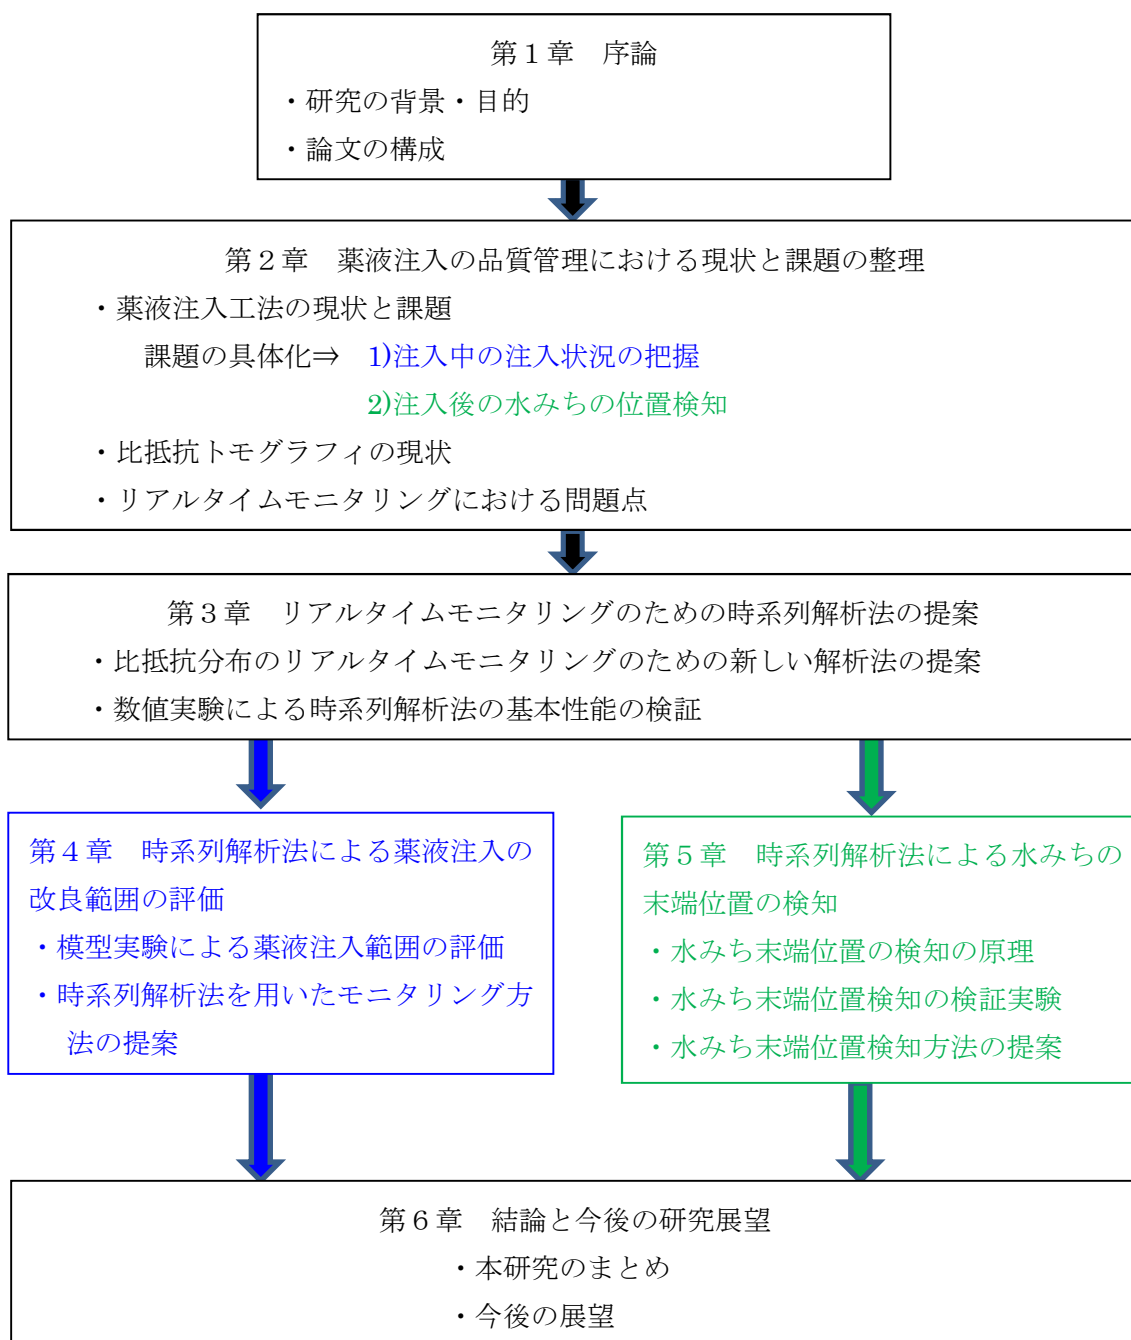 第１章　序論
・研究の背景・目的
・論文の構成
第２章　薬液注入の品質管理における現状と課題の整理
・薬液注入工法の現状と課題
課題の具体化⇒　1)注入中の注入状況の把握
2)注入後の水みちの位置検知
・比抵抗トモグラフィの現状
・リアルタイムモニタリングにおける問題点
第３章　リアルタイムモニタリングのための時系列解析法の提案
・比抵抗分布のリアルタイムモニタリングのための新しい解析法の提案
・数値実験による時系列解析法の基本性能の検証
第４章　時系列解析法による薬液注入の
改良範囲の評価
・模型実験による薬液注入範囲の評価
・時系列解析法を用いたモニタリング方
法の提案
第５章　時系列解析法による水みちの
末端位置の検知
・水みち末端位置の検知の原理
・水みち末端位置検知の検証実験
・水みち末端位置検知方法の提案
第６章　結論と今後の研究展望
・本研究のまとめ
・今後の展望